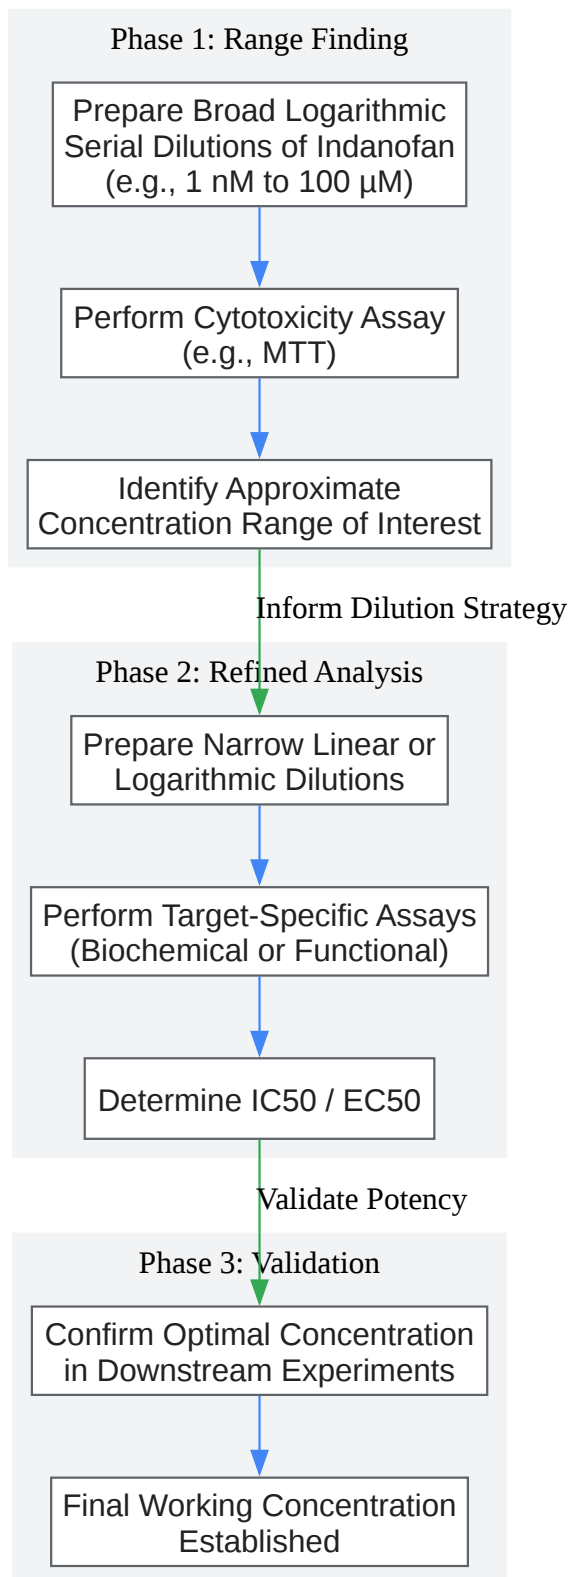 Phase 1: Range Finding
Prepare Broad Logarithmic
Serial Dilutions of Indanofan
(e.g., 1 nM to 100 µM)
Perform Cytotoxicity Assay
(e.g., MTT)
Identify Approximate
Concentration Range of Interest
Inform Dilution Strategy
Phase 2: Refined Analysis
Prepare Narrow Linear or
Logarithmic Dilutions
Perform Target-Specific Assays
(Biochemical or Functional)
Determine IC50 / EC50
Validate Potency
Phase 3: Validation
Confirm Optimal Concentration
in Downstream Experiments
Final Working Concentration
Established